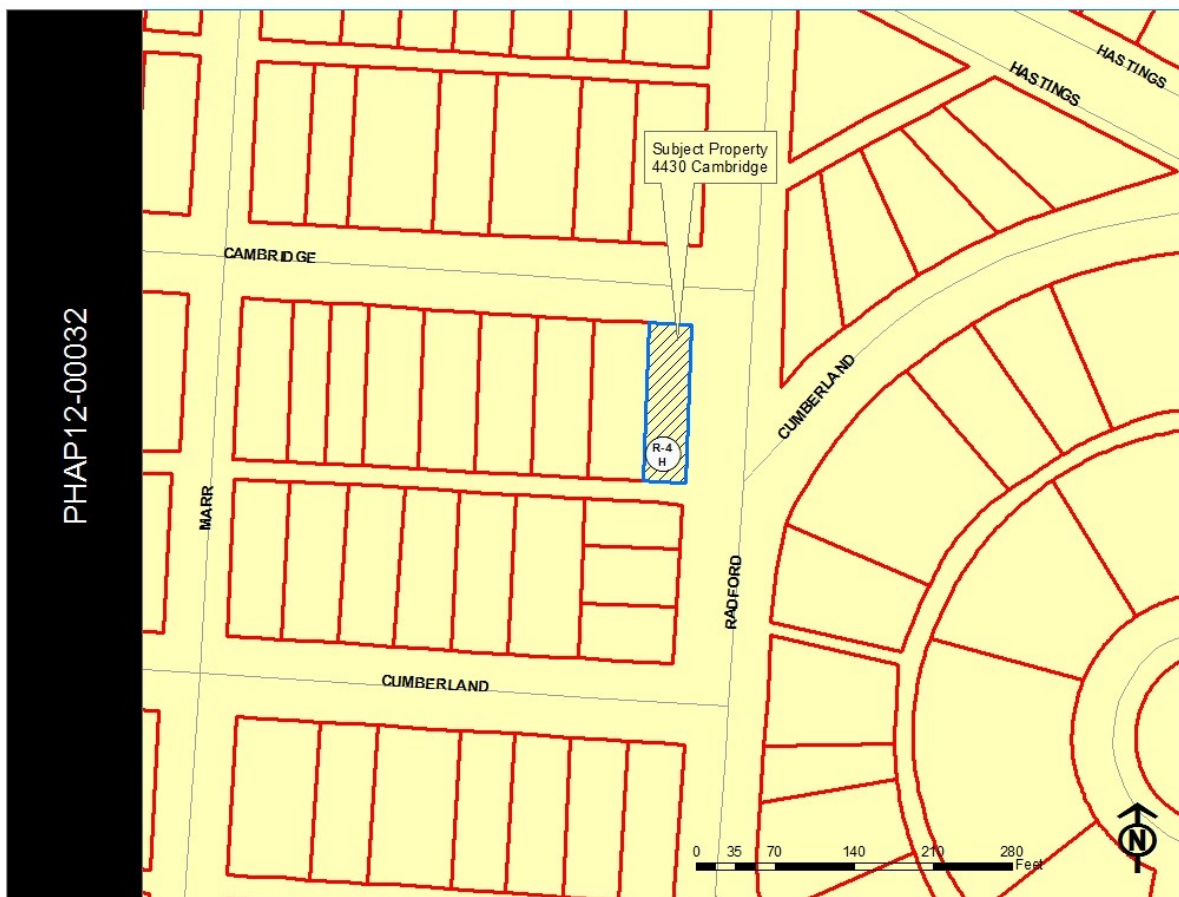 PHAP12-00032
HASTINGS
HASTINGS
Subject Property
4430 Cambridge
CAMBRIDGE
CUMBERLAND
R-4
H
MARR
RADFORD
CUMBERLAND
0 35 70 140 210 280
Feet
N